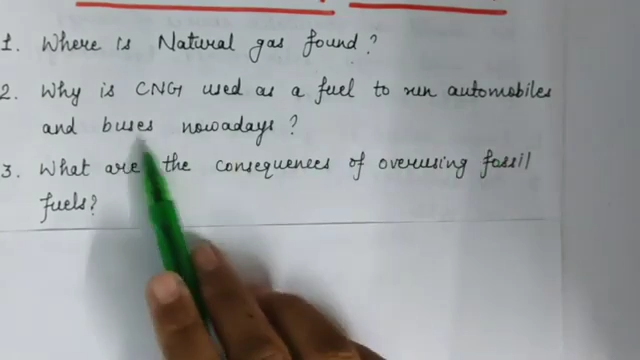 1. Where is Natural gas found?
2. Why is CNG used as a fuel to run automobiles
and buses nowadays?
3. What are the consequences of overusing fossil
fuels?